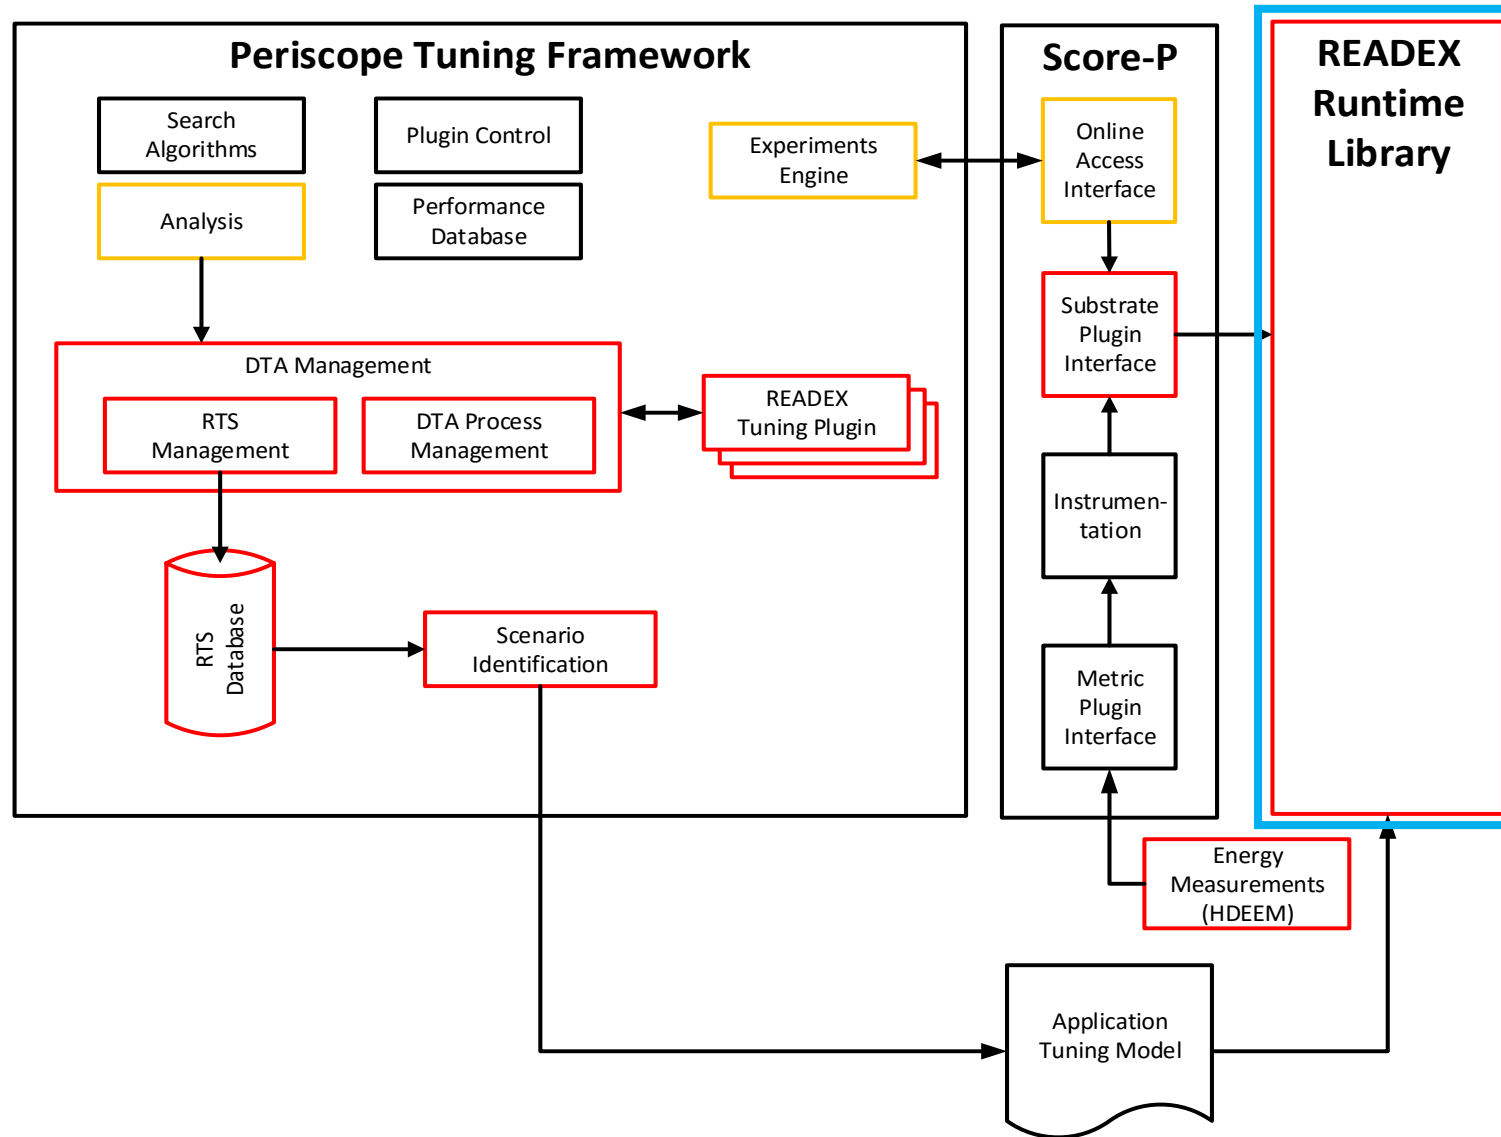 Periscope Tuning Framework
Search
Algorithms
Plugin Control
Analysis
Performance
Database
Experiments
Engine
DTA Management
RTS
Management
DTA Process
Management
READEX
Tuning Plugin
RTS
Database
Scenario
Identification
Score-P
Online
Access
Interface
Substrate
Plugin
Interface
Instrumen-
tation
Metric
Plugin
Interface
READEX
Runtime
Library
Energy
Measurements
(HDEEM)
Application
Tuning Model